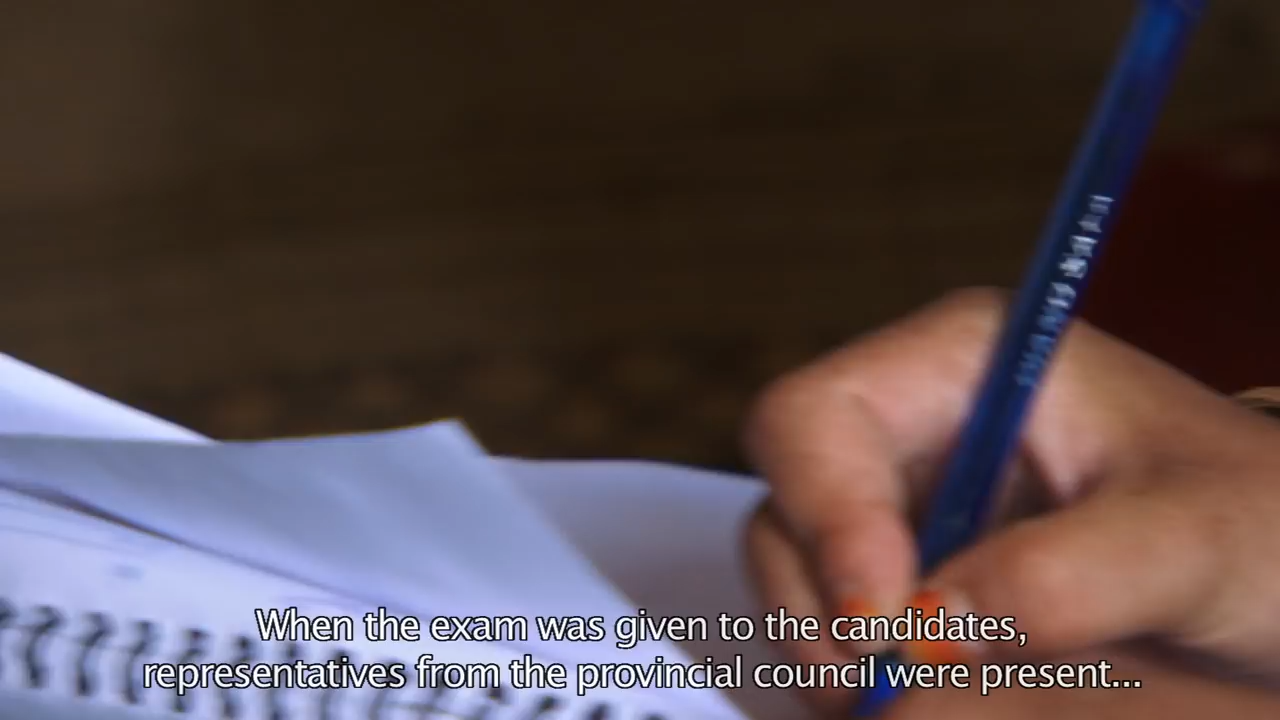 When the exam was given to the candidates,
representatives from the provincial council were present...